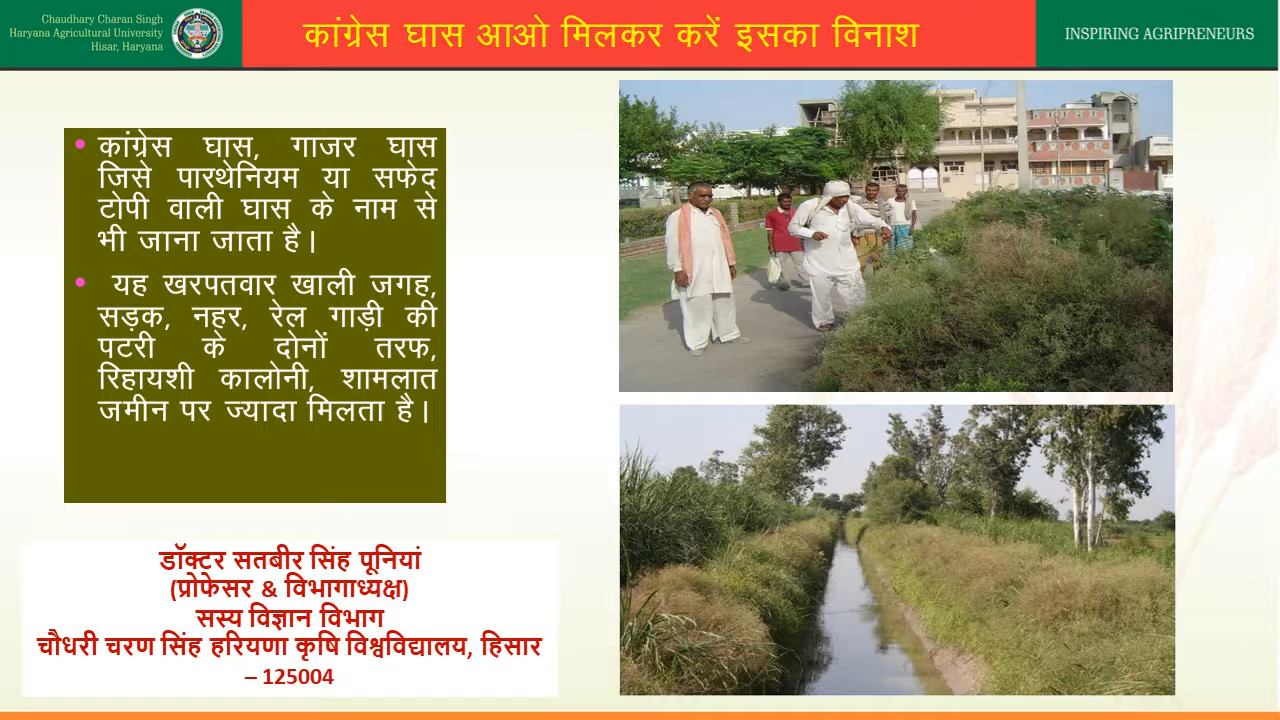 Chaudhary Charan Singh
Haryana Agricultural University
Hisar, Haryana
कांग्रेस घास आओ मिलकर करें इसका विनाश
INSPIRING AGRIPRENEURS
• कांग्रेस घास, गाजर घास
जिसे पारथेनियम या सफेद
टोपी वाली घास के नाम से
भी जाना जाता है |
• यह खरपतवार खाली जगह,
सड़क, नहर, रेल गाड़ी की
पटरी के दोनों तरफ,
रिहायशी कालोनी, शामलात
जमीन पर ज्यादा मिलता है |
डॉक्टर सतबीर सिंह पूनियां
(प्रोफेसर & विभागाध्यक्ष)
सस्य विज्ञान विभाग
चौधरी चरण सिंह हरियणा कृषि विश्वविद्यालय, हिसार
– 125004